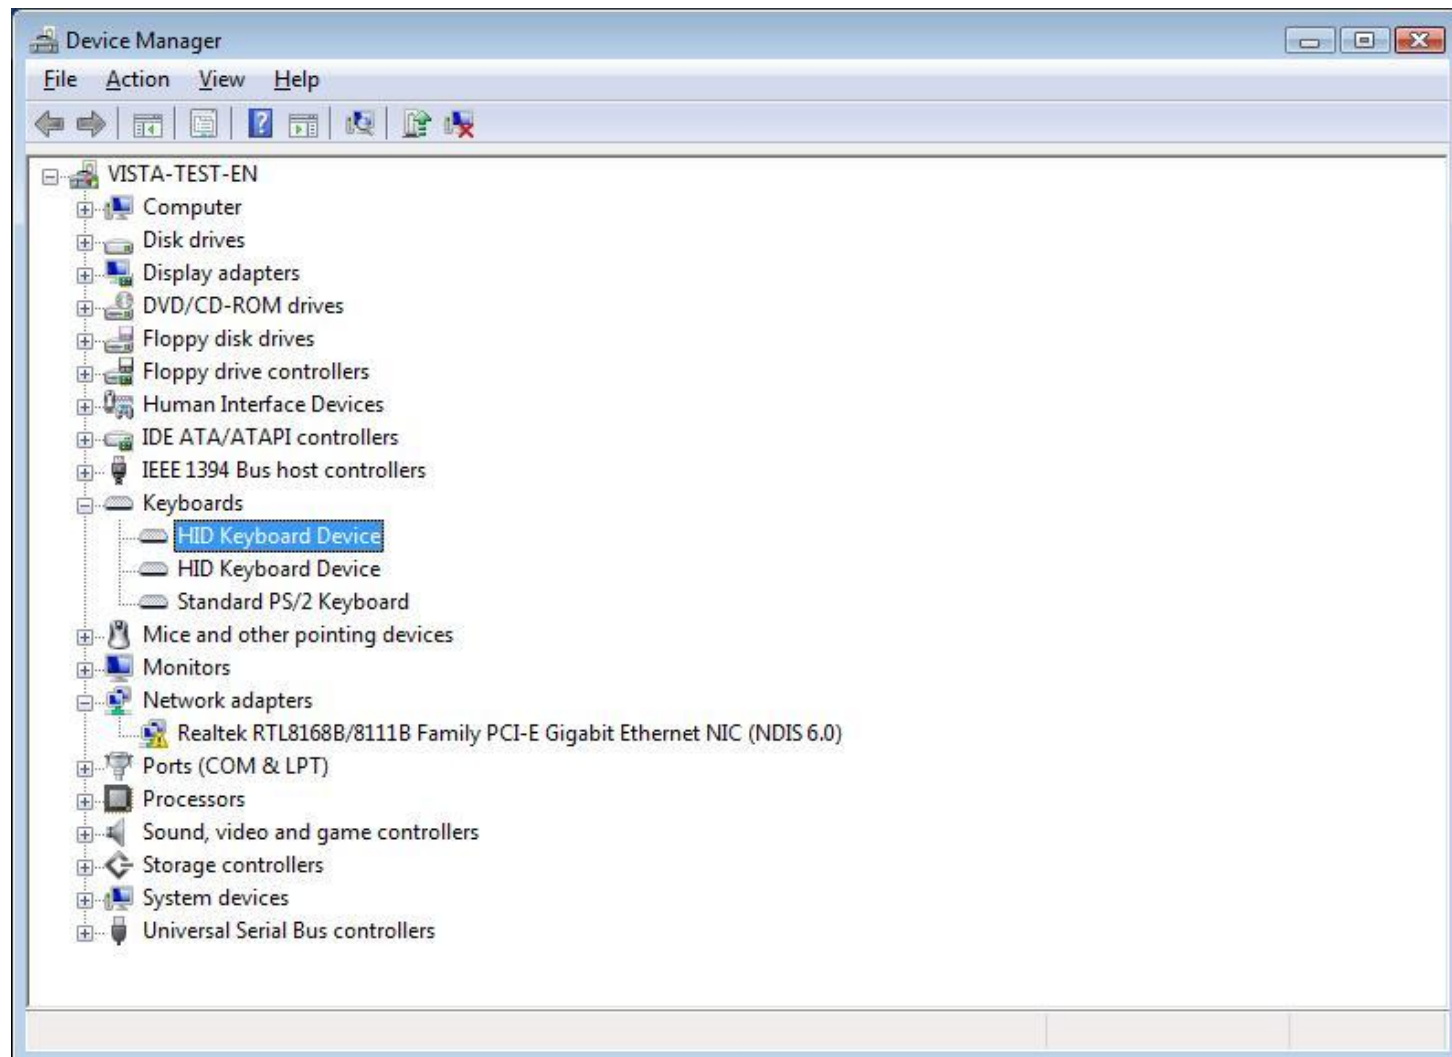 Device Manager
File Action View Help
VISTA-TEST-EN
Computer
Disk drives
Display adapters
DVD/CD-ROM drives
Floppy disk drives
Floppy drive controllers
Human Interface Devices
IDE ATA/ATAPI controllers
IEEE 1394 Bus host controllers
Keyboards
HID Keyboard Device
HID Keyboard Device
Standard PS/2 Keyboard
Mice and other pointing devices
Monitors
Network adapters
Realtek RTL8168B/8111B Family PCI-E Gigabit Ethernet NIC (NDIS 6.0)
Ports (COM & LPT)
Processors
Sound, video and game controllers
Storage controllers
System devices
Universal Serial Bus controllers